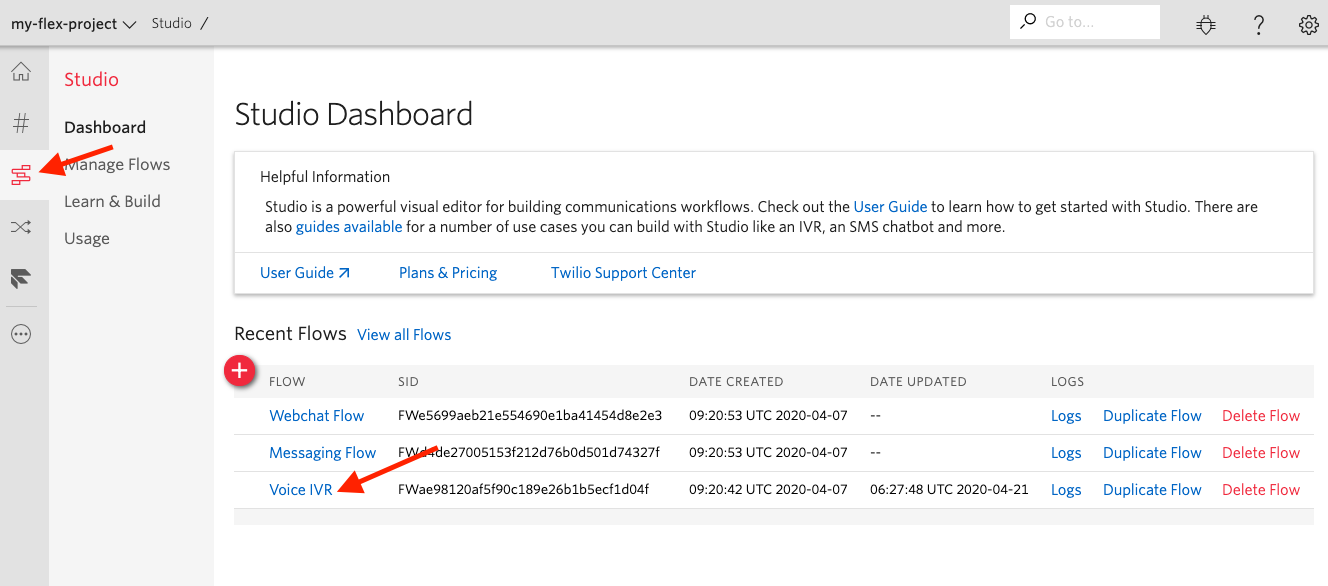 my-flex-project Studio /
Go to...
Studio
Dashboard
Manage Flows
Learn & Build
Usage
Studio Dashboard
Helpful Information
Studio is a powerful visual editor for building communications workflows. Check out the User Guide to learn how to get started with Studio. There are
also guides available for a number of use cases you can build with Studio like an IVR, an SMS chatbot and more.
User Guide Plans & Pricing Twilio Support Center
Recent Flows View all Flows
FLOW SID DATE CREATED DATE UPDATED LOGS
Webchat Flow FWe5699aeb21e554690e1ba41454d8e2e3 09:20:53 UTC 2020-04-07 -- Logs Duplicate Flow Delete Flow
Messaging Flow FWd4de27005153f212d76b0d501d74327f 09:20:53 UTC 2020-04-07 -- Logs Duplicate Flow Delete Flow
Voice IVR FWae98120af5f90c189e26b1b5ecf1d04f 09:20:42 UTC 2020-04-07 06:27:48 UTC 2020-04-21 Logs Duplicate Flow Delete Flow